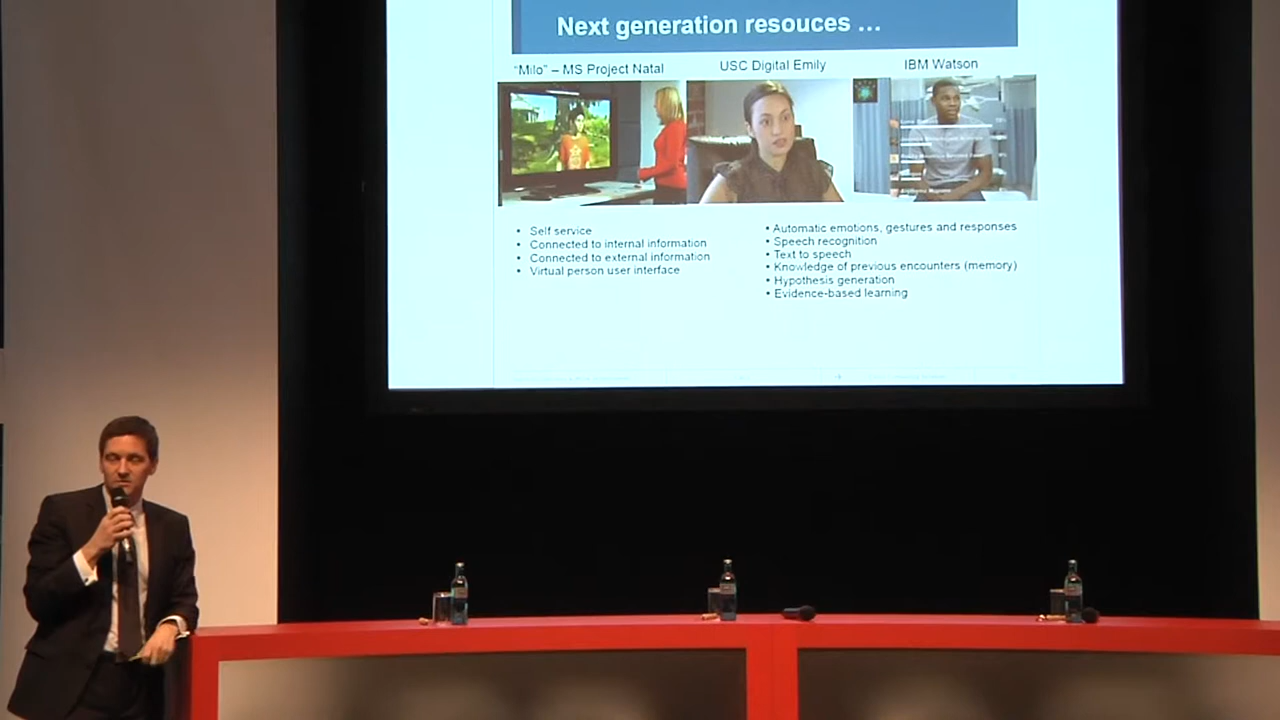 Next generation resouces ...
“Milo” – MS Project Natal
USC Digital Emily
IBM Watson
• Self service
• Connected to internal information
• Connected to external information
• Virtual person user interface
• Automatic emotions, gestures and responses
• Speech recognition
• Text to speech
• Knowledge of previous encounters (memory)
• Hypothesis generation
• Evidence-based learning